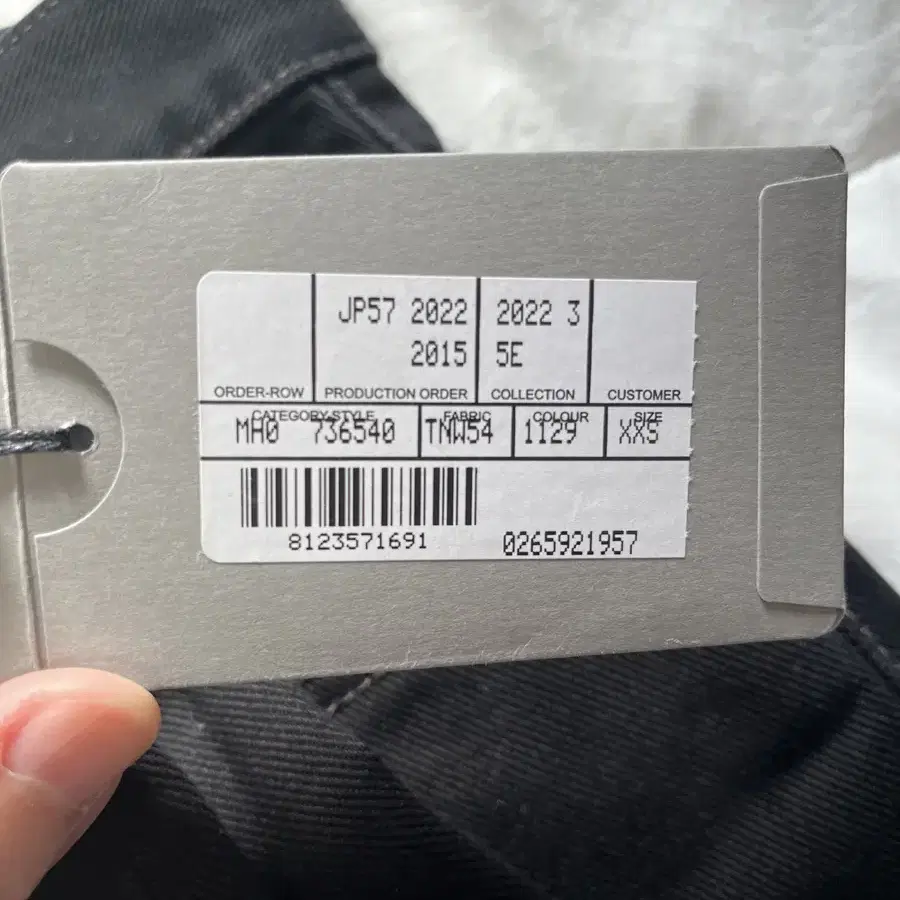 JP57 2022 2022 3
2015 5E
ORDER-ROW PRODUCTION ORDER COLLECTION CUSTOMER
CATEGORY-STYLE FABRIC COLOUR SIZE
MH0 736540 TNW54 1129 XXS
8123571691 0265921957